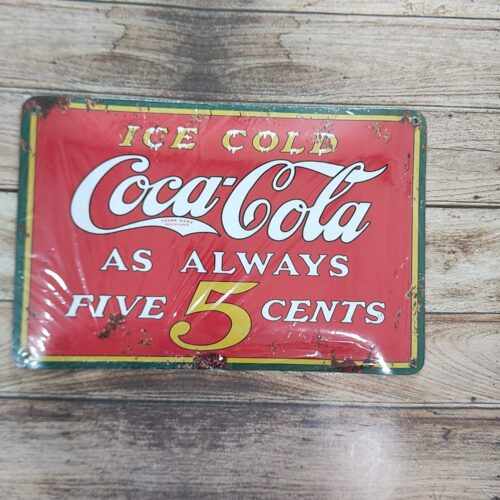 ICE COLD
Coca-Cola
AS ALWAYS
FIVE 5 CENTS